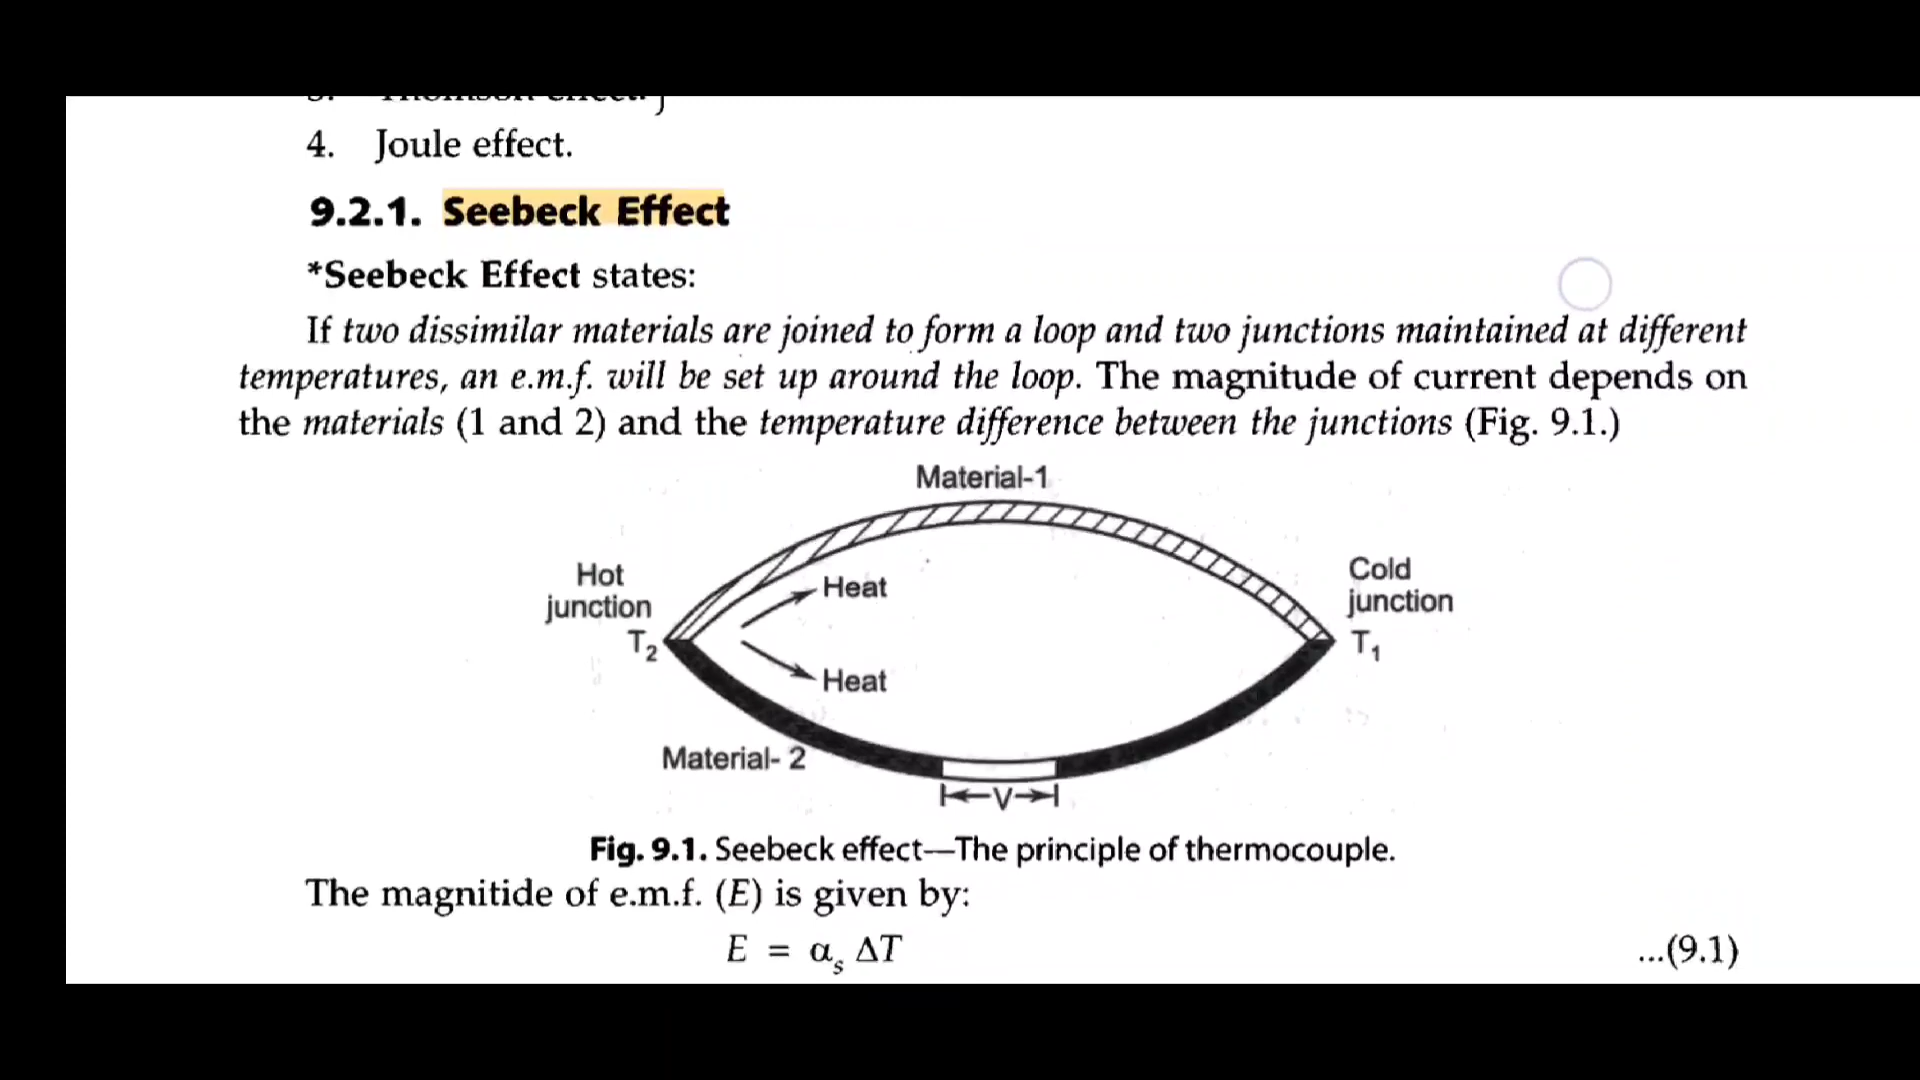 3. Thomson effect.
4. Joule effect.
9.2.1. Seebeck Effect
*Seebeck Effect states:
If two dissimilar materials are joined to form a loop and two junctions maintained at different
temperatures, an e.m.f. will be set up around the loop. The magnitude of current depends on
the materials (1 and 2) and the temperature difference between the junctions (Fig. 9.1.)
Material-1
Hot
junction
T₂
Heat
Heat
Cold
junction
T₁
Material- 2
V
Fig. 9.1. Seebeck effect—The principle of thermocouple.
The magnitide of e.m.f. (E) is given by:
E = αₛ ΔT ...(9.1)